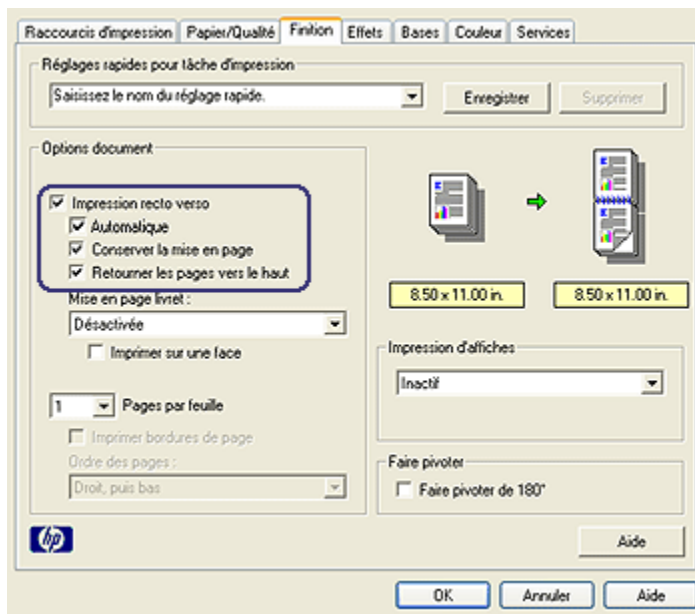 Raccourcis d'impression Papier/Qualité Finition Effets Bases Couleur Services
Réglages rapides pour tâche d'impression
Saisissez le nom du réglage rapide. Enregistrer Supprimer
Options document
Impression recto verso
Automatique
Conserver la mise en page
Retourner les pages vers le haut
Mise en page livret :
Désactivée
Imprimer sur une face
1 Pages par feuille
Imprimer bordures de page
Ordre des pages :
Droit, puis bas
8.50 x 11.00 in. 8.50 x 11.00 in.
Impression d'affiches
Inactif
Faire pivoter
Faire pivoter de 180°
hp
Aide
OK Annuler Aide